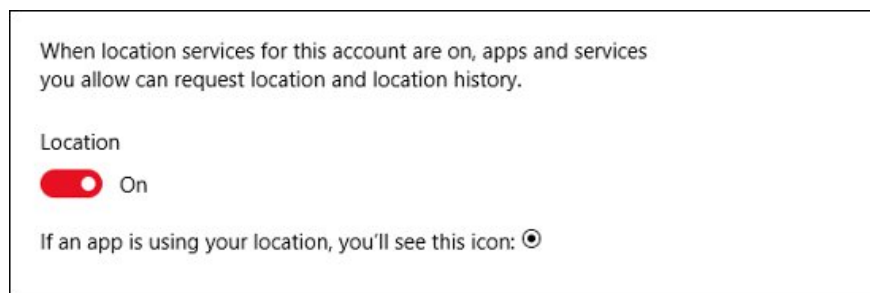 When location services for this account are on, apps and services
you allow can request location and location history.
Location
On
If an app is using your location, you'll see this icon: